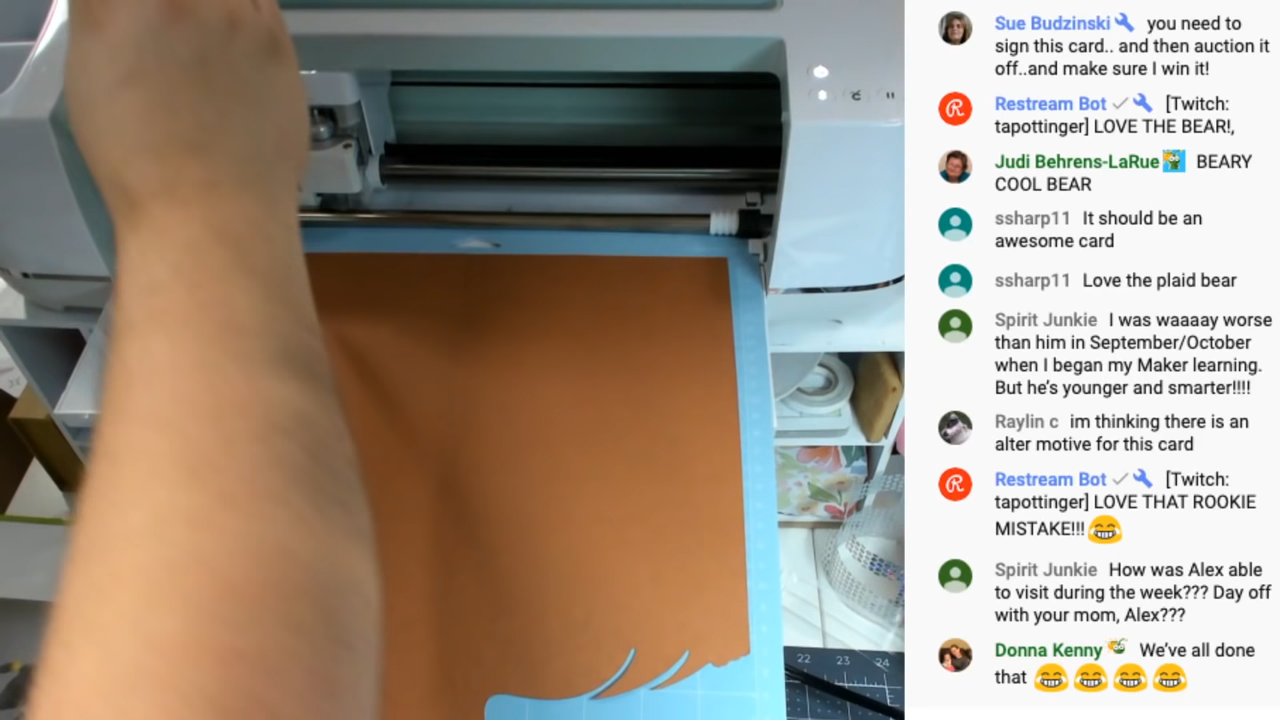 Sue Budzinski you need to
sign this card.. and then auction it
off..and make sure I win it!
Restream Bot [Twitch:
tapottinger] LOVE THE BEAR!,
Judi Behrens-LaRue BEARY
COOL BEAR
ssharp11 It should be an
awesome card
ssharp11 Love the plaid bear
Spirit Junkie I was waaaay worse
than him in September/October
when I began my Maker learning.
But he's younger and smarter!!!!
Raylin c im thinking there is an
alter motive for this card
Restream Bot [Twitch:
tapottinger] LOVE THAT ROOKIE
MISTAKE!!! 😂
Spirit Junkie How was Alex able
to visit during the week??? Day off
with your mom, Alex???
Donna Kenny We've all done
that 😂 😂 😂 😂
22 23 24